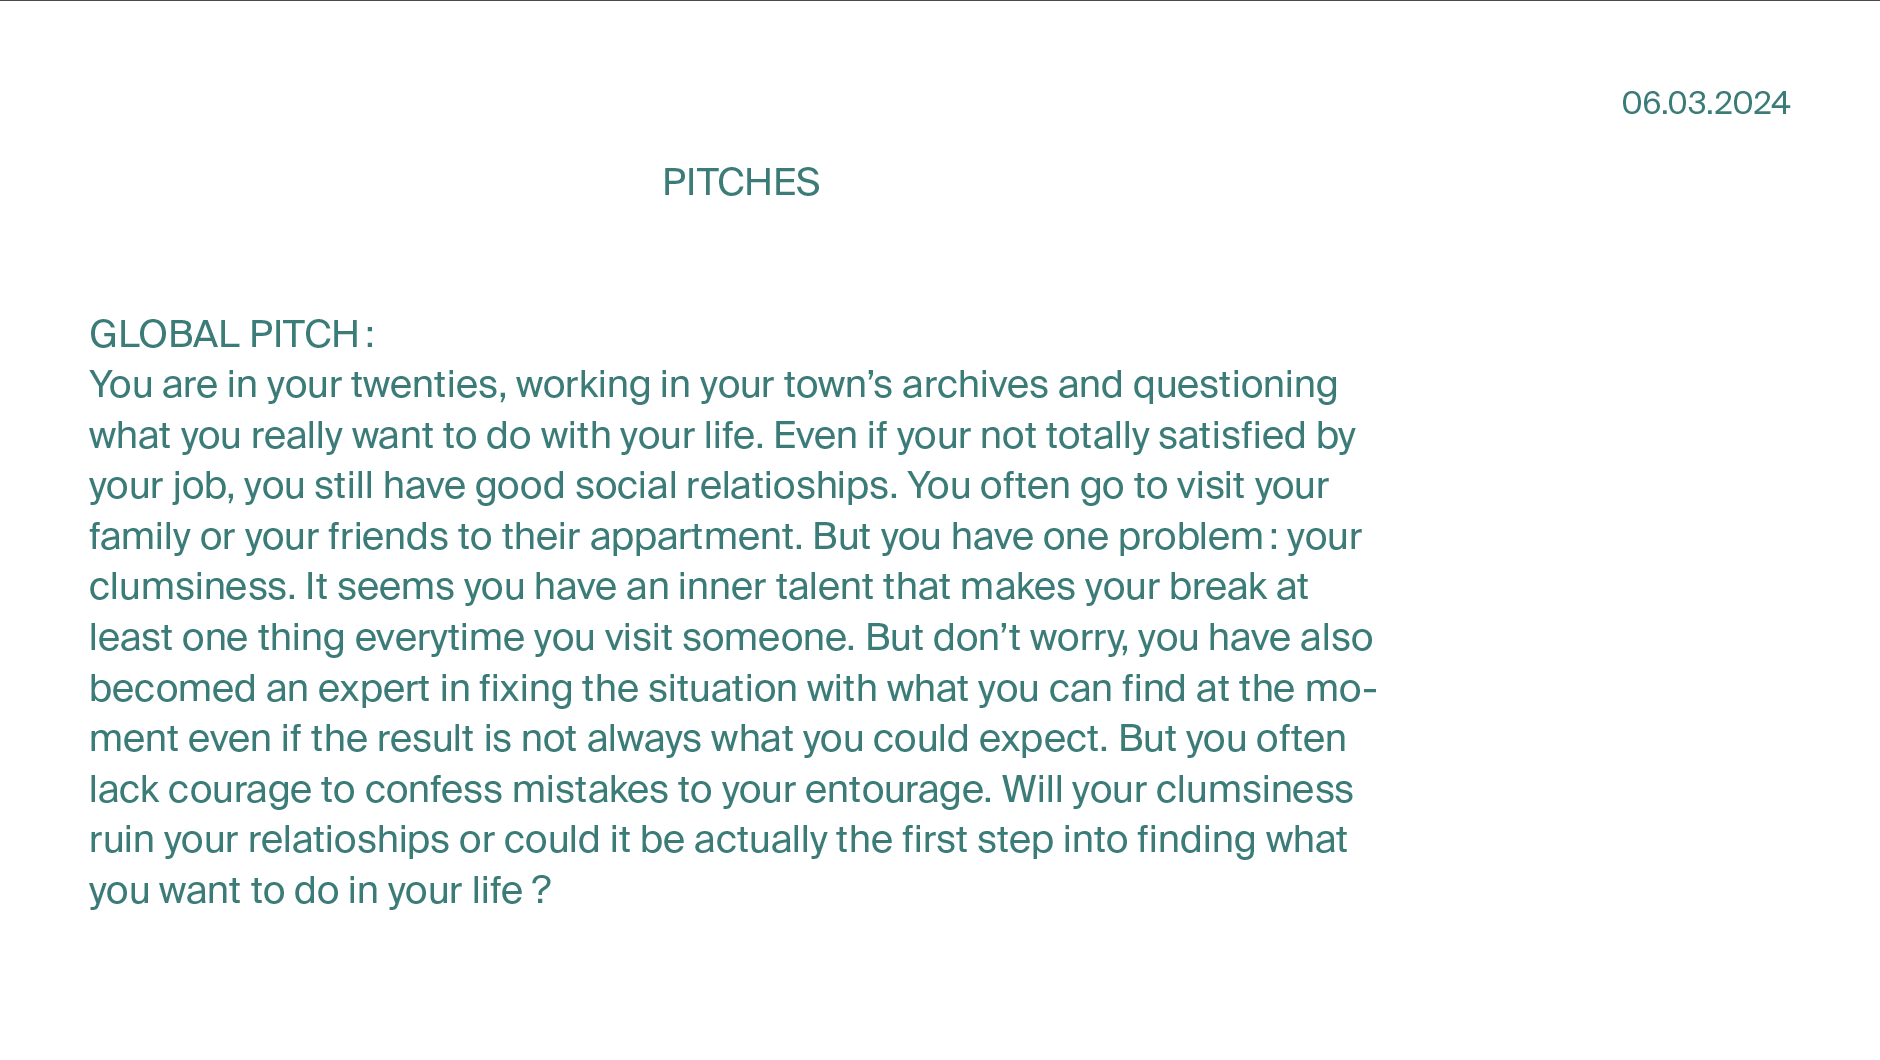 06.03.2024
PITCHES
GLOBAL PITCH :
You are in your twenties, working in your town’s archives and questioning
what you really want to do with your life. Even if your not totally satisfied by
your job, you still have good social relatioships. You often go to visit your
family or your friends to their appartment. But you have one problem : your
clumsiness. It seems you have an inner talent that makes your break at
least one thing everytime you visit someone. But don’t worry, you have also
becomed an expert in fixing the situation with what you can find at the mo-
ment even if the result is not always what you could expect. But you often
lack courage to confess mistakes to your entourage. Will your clumsiness
ruin your relatioships or could it be actually the first step into finding what
you want to do in your life ?